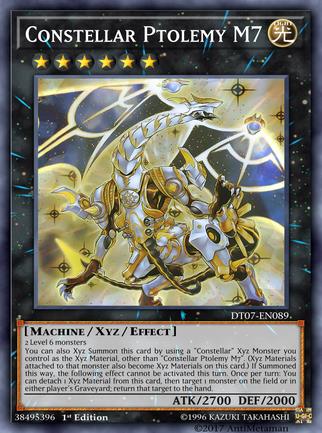 CONSTELLAR PTOLEMY M7
LIGHT
光
DT07-EN089
[MACHINE / XYZ / EFFECT]
2 Level 6 monsters
You can also Xyz Summon this card by using a "Constellar" Xyz Monster you
control as the Xyz Material, other than "Constellar Ptolemy M7". (Xyz Materials
attached to that monster also become Xyz Materials on this card.) If Summoned
this way, the following effect cannot be activated this turn. Once per turn: You
can detach 1 Xyz Material from this card, then target 1 monster on the field or in
either player's Graveyard; return that target to the hand.
ATK/2700 DEF/2000
38495396 1st Edition ©1996 KAZUKI TAKAHASHI
©2017 AntiMetaman